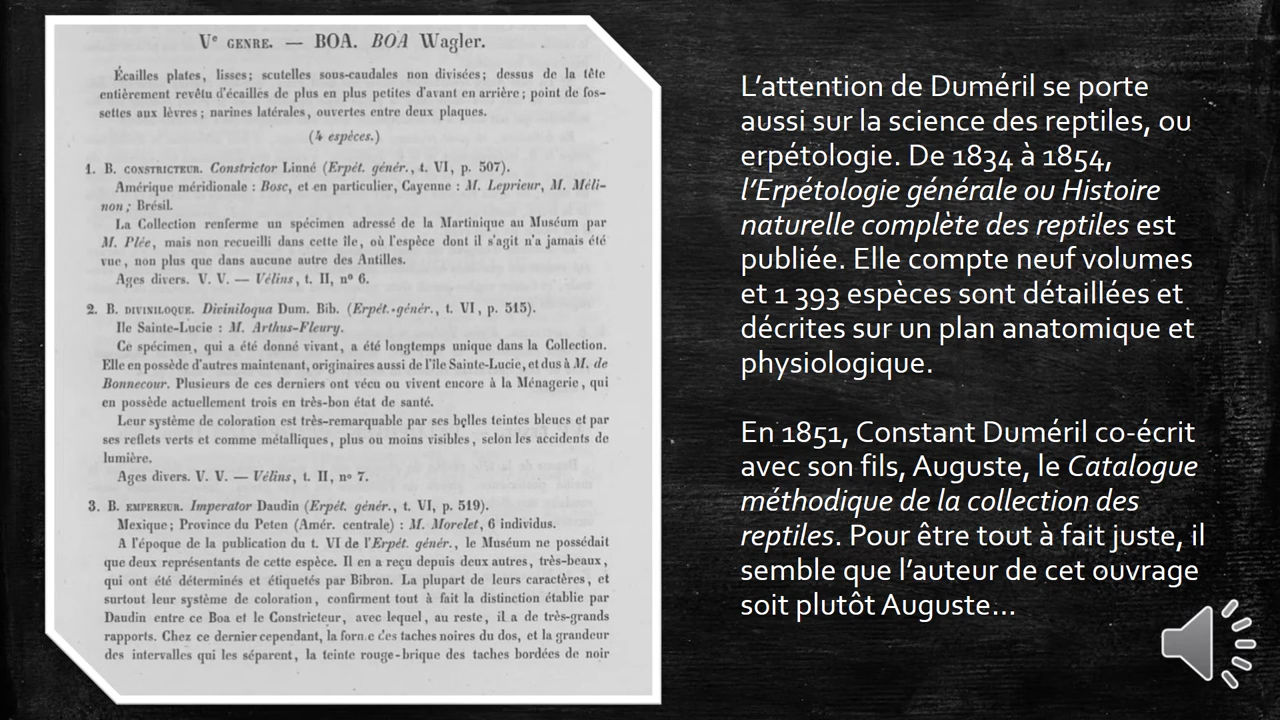 Vᵉ GENRE. — BOA. BOA Wagler.
Écailles plates, lisses; scutelles sous-caudales non divisées; dessus de la tête
entièrement revêtu d'écailles de plus en plus petites d'avant en arrière; point de fos-
settes aux lèvres; narines latérales, ouvertes entre deux plaques.
(4 espèces.)
1. B. CONSTRICTEUR. Constrictor Linné (Erpét. génér., t. VI, p. 507).
Amérique méridionale : Bosc, et en particulier, Cayenne : M. Leprieur, M. Méli-
non; Brésil.
La Collection renferme un spécimen adressé de la Martinique au Muséum par
M. Plée, mais non recueilli dans cette île, où l'espèce dont il s'agit n'a jamais été
vue, non plus que dans aucune autre des Antilles.
Ages divers. V. V. — Vélins, t. II, nº 6.
2. B. DIVINILOQUE. Diviniloqua Dum. Bib. (Erpét. génér., t. VI, p. 515).
Ile Sainte-Lucie : M. Arthus-Fleury.
Ce spécimen, qui a été donné vivant, a été longtemps unique dans la Collection.
Elle en possède d'autres maintenant, originaires aussi de l'île Sainte-Lucie, et dus à M. de
Bonnecour. Plusieurs de ces derniers ont vécu ou vivent encore à la Ménagerie, qui
en possède actuellement trois en très-bon état de santé.
Leur système de coloration est très-remarquable par ses belles teintes bleues et par
ses reflets verts et comme métalliques, plus ou moins visibles, selon les accidents de
lumière.
Ages divers. V. V. — Vélins, t. II, nº 7.
3. B. EMPEREUR. Imperator Daudin (Erpét. génér., t. VI, p. 519).
Mexique; Province du Peten (Amér. centrale) : M. Morelet, 6 individus.
A l'époque de la publication du t. VI de l'Erpét. génér., le Muséum ne possédait
que deux représentants de cette espèce. Il en a reçu depuis deux autres, très-beaux,
qui ont été déterminés et étiquetés par Bibron. La plupart de leurs caractères, et
surtout leur système de coloration, confirment tout à fait la distinction établie par
Daudin entre ce Boa et le Constricteur, avec lequel, au reste, il a de très-grands
rapports. Chez ce dernier cependant, la forme des taches noires du dos, et la grandeur
des intervalles qui les séparent, la teinte rouge-brique des taches bordées de noir
L'attention de Duméril se porte
aussi sur la science des reptiles, ou
erpétologie. De 1834 à 1854,
l'Erpétologie générale ou Histoire
naturelle complète des reptiles est
publiée. Elle compte neuf volumes
et 1 393 espèces sont détaillées et
décrites sur un plan anatomique et
physiologique.
En 1851, Constant Duméril co-écrit
avec son fils, Auguste, le Catalogue
méthodique de la collection des
reptiles. Pour être tout à fait juste, il
semble que l'auteur de cet ouvrage
soit plutôt Auguste...